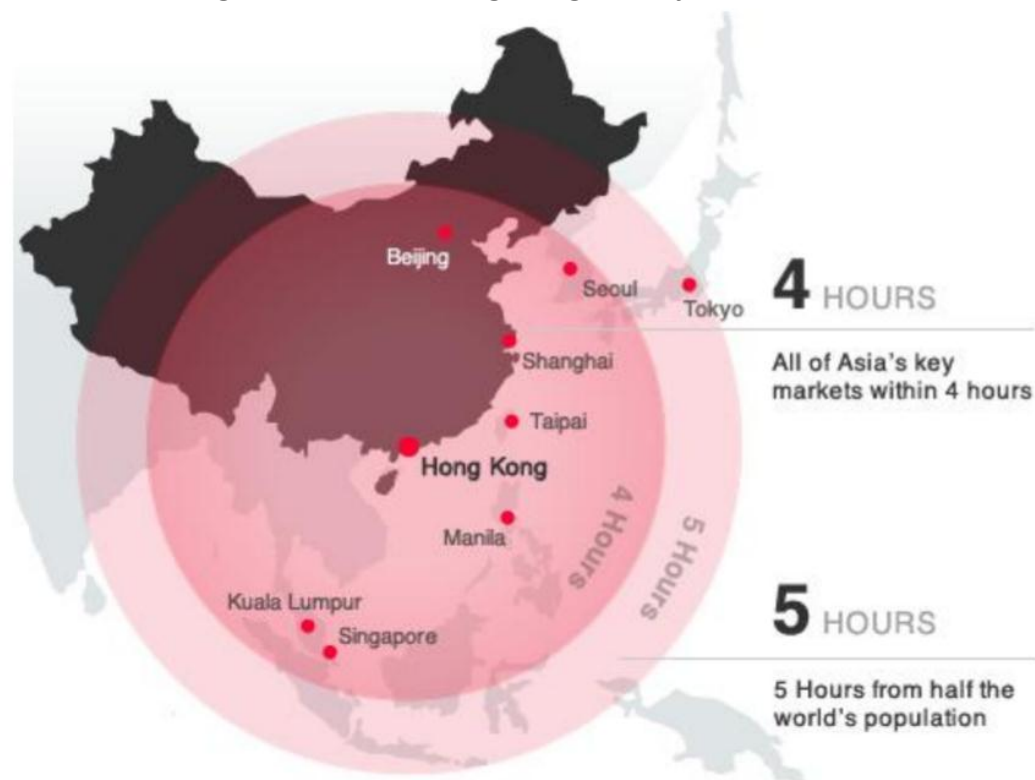 Beijing
Seoul
Tokyo
4 HOURS
Shanghai
All of Asia's key
markets within 4 hours
Taipai
Hong Kong
4 Hours
5 Hours
Manila
Kuala Lumpur
Singapore
5 HOURS
5 Hours from half the
world's population